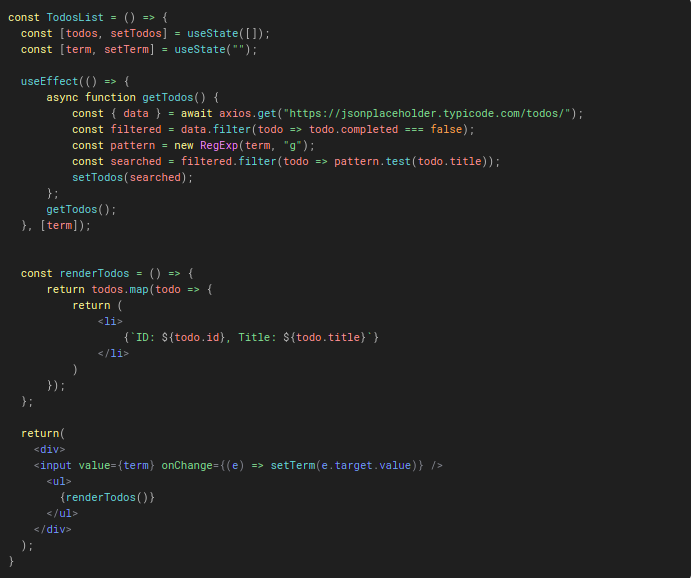 const TodosList = () => {
  const [todos, setTodos] = useState([]);
  const [term, setTerm] = useState("");
  useEffect(() => {
      async function getTodos() {
          const { data } = await axios.get("https://jsonplaceholder.typicode.com/todos/");
          const filtered = data.filter(todo => todo.completed === false);
          const pattern = new RegExp(term, "g");
          const searched = filtered.filter(todo => pattern.test(todo.title));
          setTodos(searched);
      };
      getTodos();
  }, [term]);
  const renderTodos = () => {
      return todos.map(todo => {
          return (
              <li>
                  {`ID: ${todo.id}, Title: ${todo.title}`}
              </li>
          )
      });
  };
  return(
    <div>
    <input value={term} onChange={(e) => setTerm(e.target.value)} />
      <ul>
        {renderTodos()}
      </ul>
    </div>
  );
}